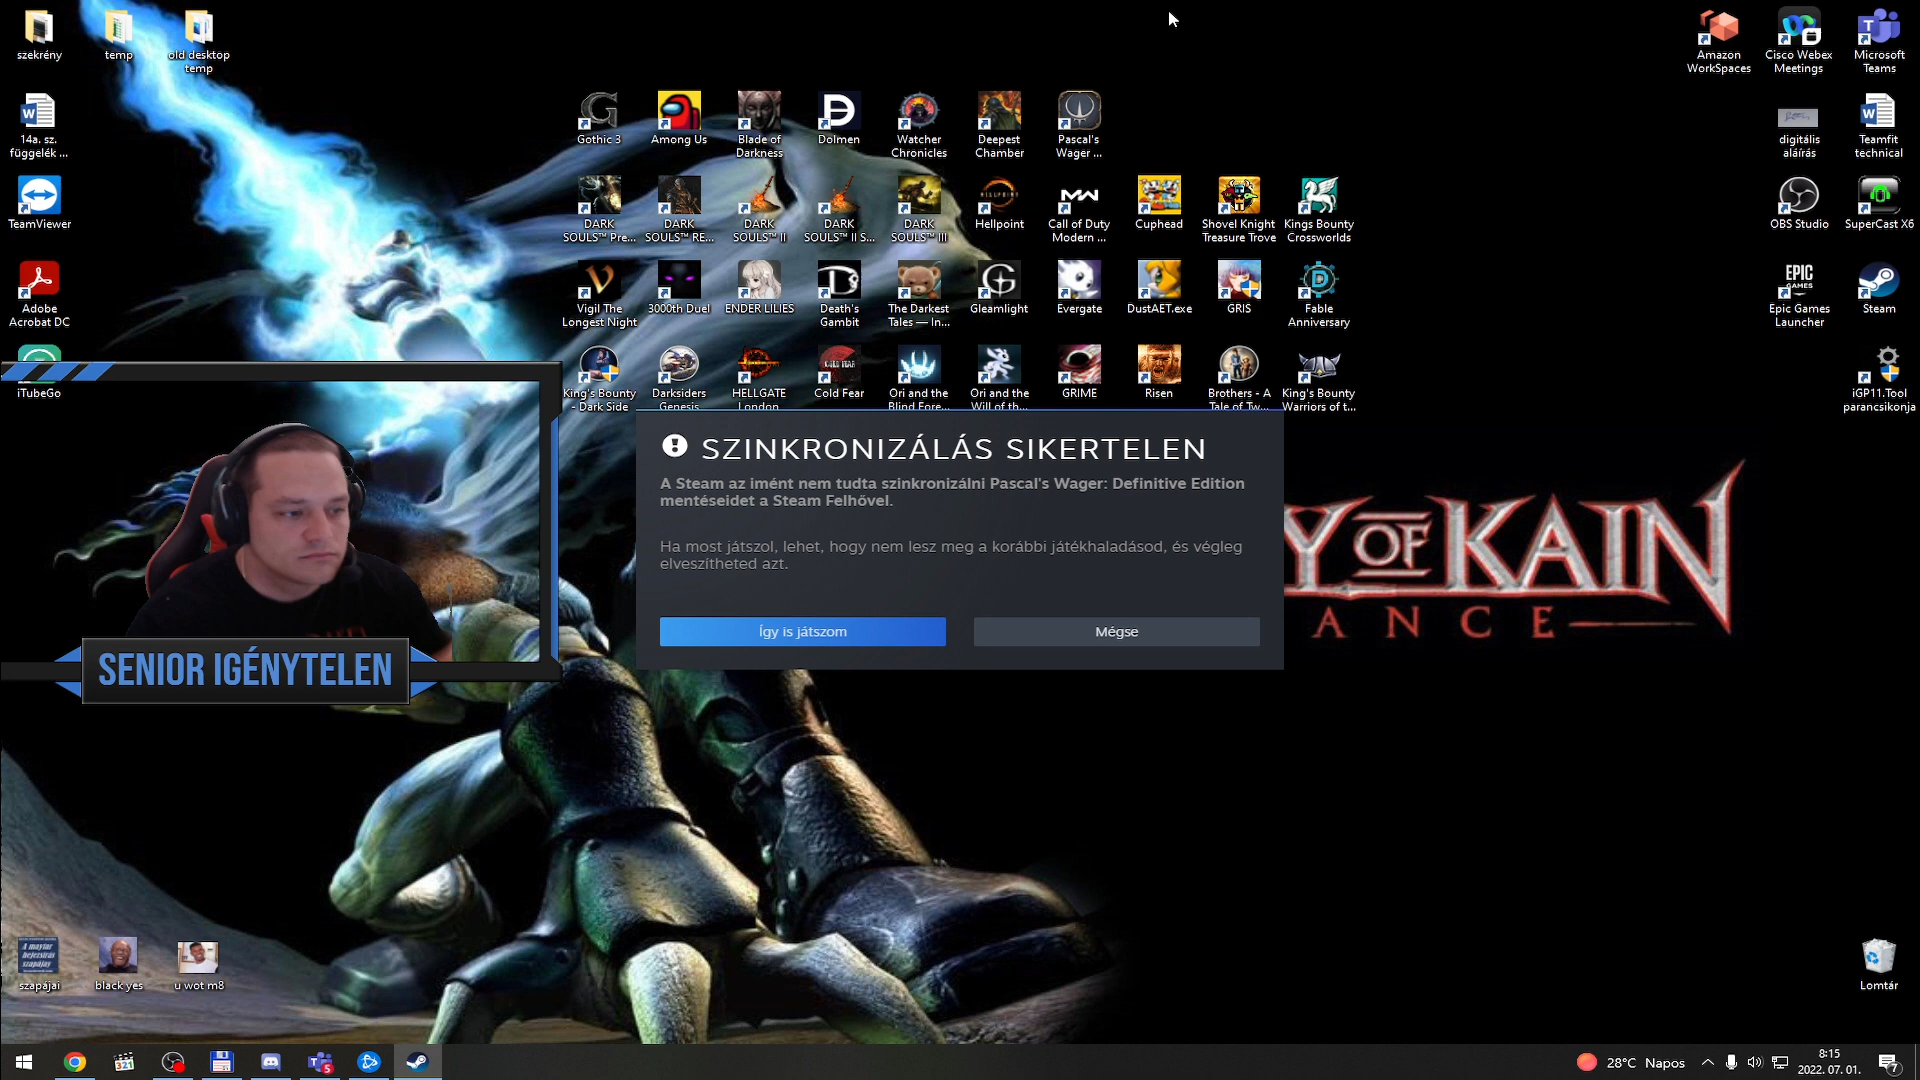 szekrény
temp
old desktop
temp
Amazon
WorkSpaces
Cisco Webex
Meetings
Microsoft
Teams
14a. sz.
függelék ...
Gothic 3
Among Us
Blade of
Darkness
Dolmen
Watcher
Chronicles
Deepest
Chamber
Pascal's
Wager ...
digitális
aláírás
Teamfit
technical
TeamViewer
DARK
SOULS™ Pre...
DARK
SOULS™ RE...
DARK
SOULS™ II
DARK
SOULS™ II S...
DARK
SOULS™ III
Hellpoint
Call of Duty
Modern ...
Cuphead
Shovel Knight
Treasure Trove
Kings Bounty
Crossworlds
OBS Studio
SuperCast X6
Adobe
Acrobat DC
Vigil The
Longest Night
3000th Duel
ENDER LILIES
Death's
Gambit
The Darkest
Tales — In...
Gleamlight
Evergate
DustAET.exe
GRIS
Fable
Anniversary
EPIC
GAMES
Epic Games
Launcher
Steam
iTubeGo
King's Bounty
- Dark Side
Darksiders
Genesis
HELLGATE
London
COLD FEAR
Cold Fear
Ori and the
Blind Fore...
Ori and the
Will of th...
GRIME
Risen
Brothers - A
Tale of Tw...
King's Bounty
Warriors of t...
iGP11.Tool
parancsikonja
SZINKRONIZÁLÁS SIKERTELEN
A Steam az imént nem tudta szinkronizálni Pascal's Wager: Definitive Edition
mentéseidet a Steam Felhővel.
Ha most játszol, lehet, hogy nem lesz meg a korábbi játékhaladásod, és végleg
elveszítheted azt.
Így is játszom
Mégse
Y OF KAIN
ANCE
SENIOR IGÉNYTELEN
szapájai
black yes
u wot m8
Lomtár
321
5
28°C Napos
8:15
2022. 07. 01.
7